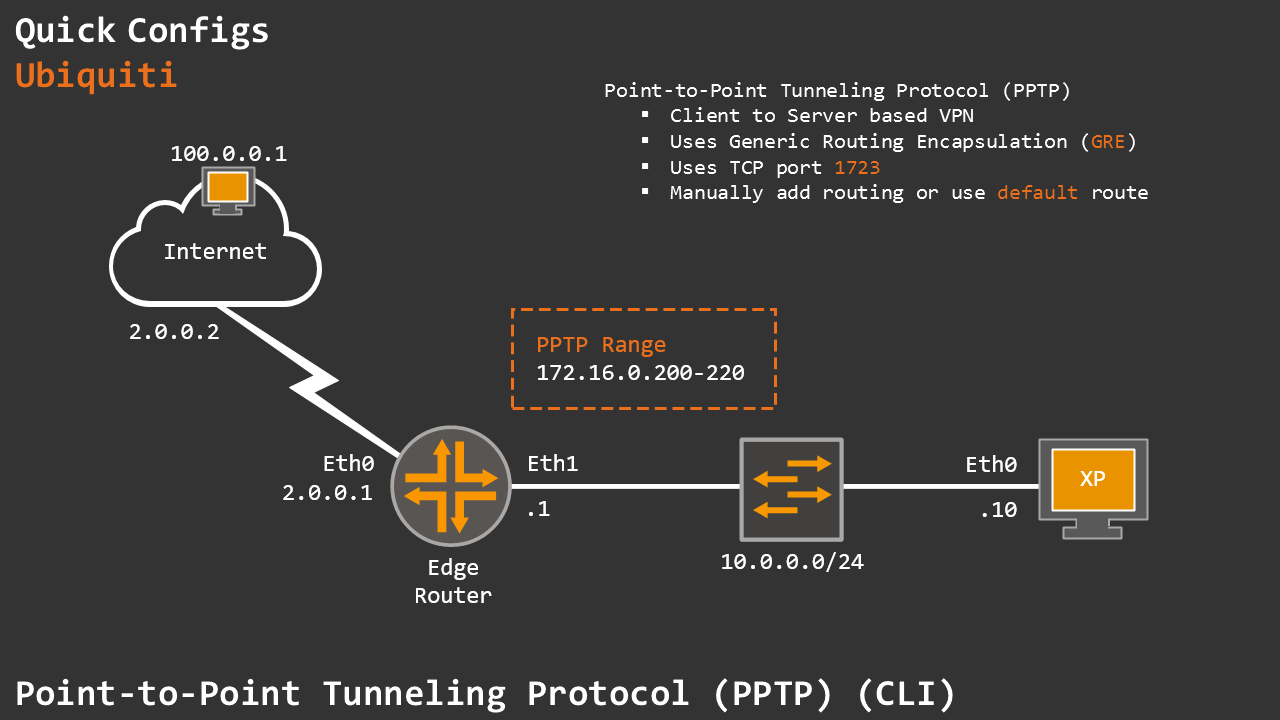 Quick Configs
Ubiquiti
Point-to-Point Tunneling Protocol (PPTP)
▪ Client to Server based VPN
▪ Uses Generic Routing Encapsulation (GRE)
▪ Uses TCP port 1723
▪ Manually add routing or use default route
100.0.0.1
Internet
2.0.0.2
PPTP Range
172.16.0.200-220
Eth0
2.0.0.1
Edge
Router
Eth1
.1
10.0.0.0/24
Eth0
.10
XP
Point-to-Point Tunneling Protocol (PPTP) (CLI)